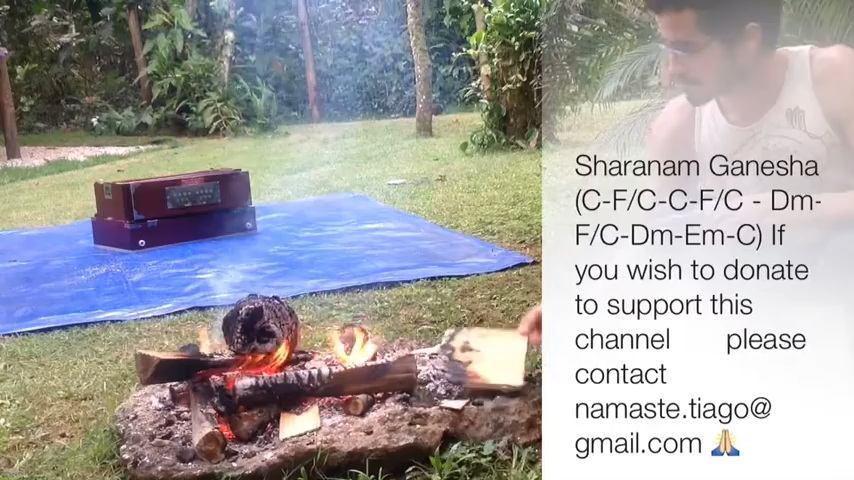 Sharanam Ganesha
(C-F/C-C-F/C - Dm-
F/C-Dm-Em-C) If
you wish to donate
to support this
channel please
contact
namaste.tiago@
gmail.com 🙏